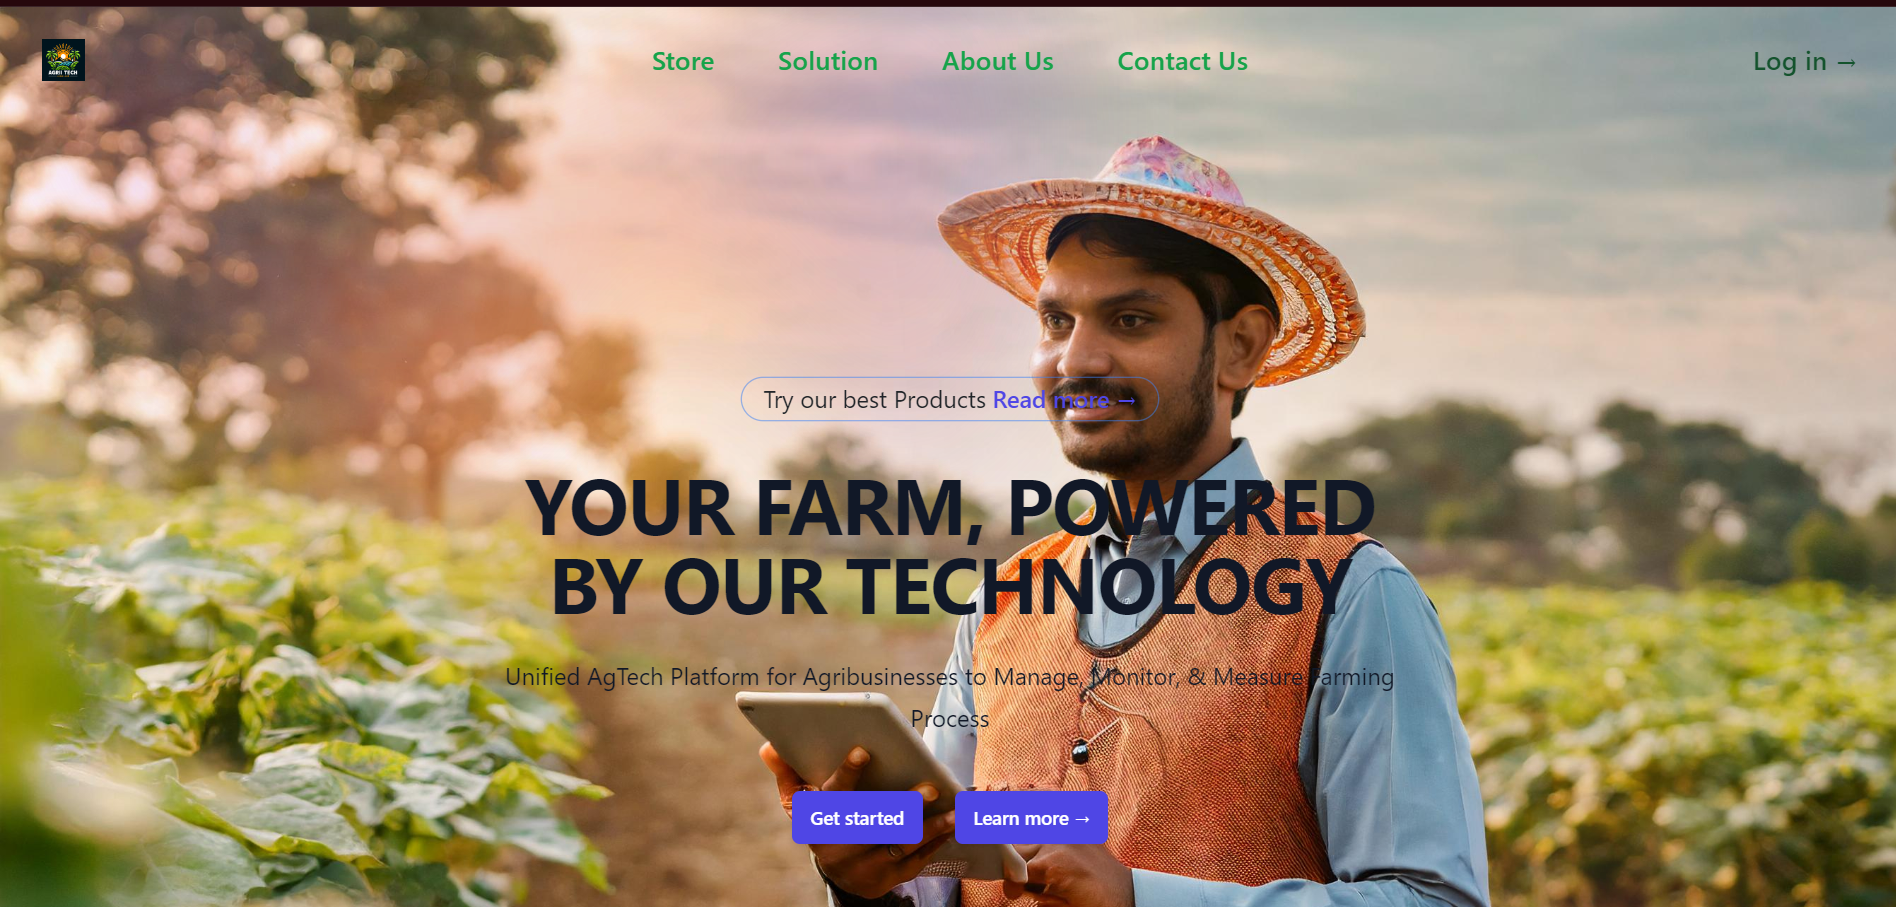 AGRII TECH
Store
Solution
About Us
Contact Us
Log in →
Try our best Products Read more →
YOUR FARM, POWERED
BY OUR TECHNOLOGY
Unified AgTech Platform for Agribusinesses to Manage, Monitor, & Measure Farming
Process
Get started
Learn more →